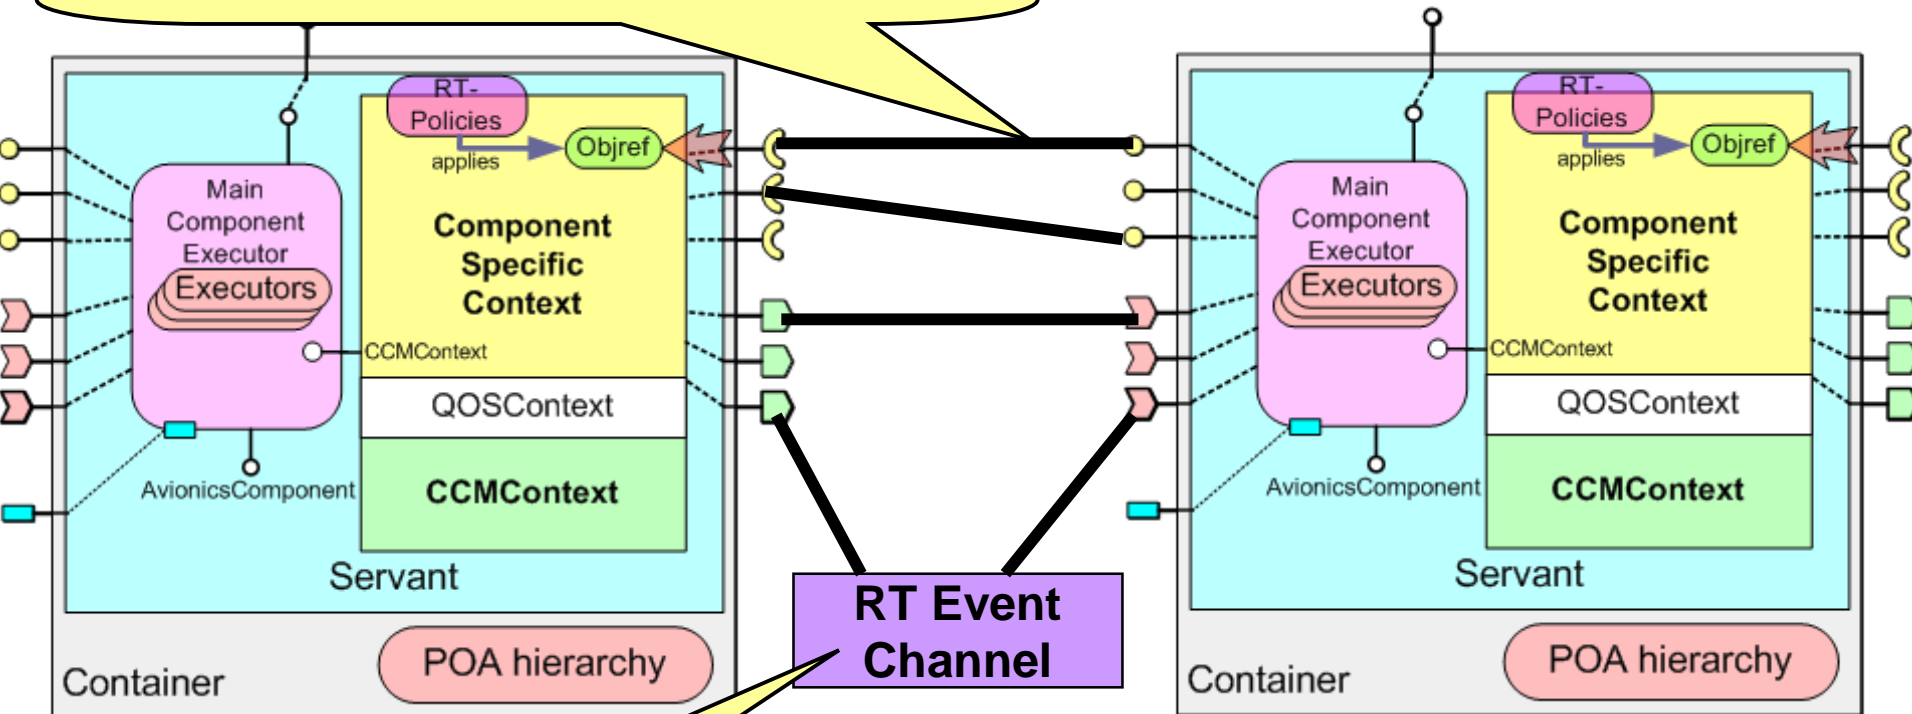 RT-
Policies
applies
Objref
Main
Component
Executor
Executors
Component
Specific
Context
CCMContext
QOSContext
CCMContext
AvionicsComponent
Servant
POA hierarchy
Container
RT Event
Channel
RT-
Policies
applies
Objref
Main
Component
Executor
Executors
Component
Specific
Context
CCMContext
QOSContext
CCMContext
AvionicsComponent
Servant
POA hierarchy
Container